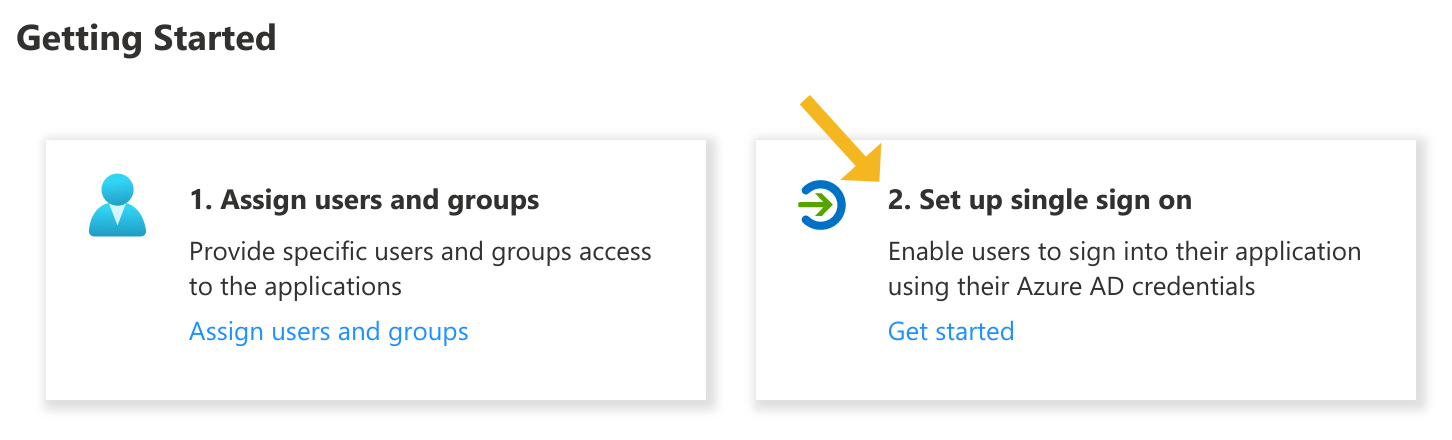 Getting Started
1. Assign users and groups
Provide specific users and groups access
to the applications
Assign users and groups
2. Set up single sign on
Enable users to sign into their application
using their Azure AD credentials
Get started